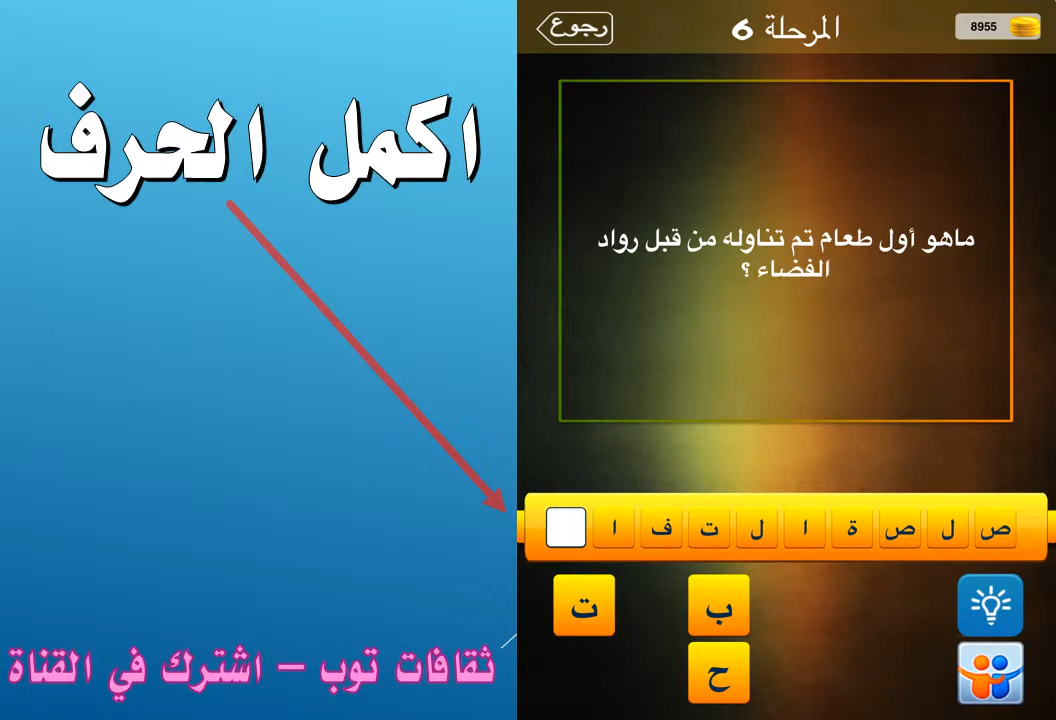 اكمل الحرف
ثقافات توب – اشترك في القناة
رجوع
المرحلة 6
8955
ماهو أول طعام تم تناوله من قبل رواد
الفضاء ؟
ص ل ص ة ا ل ت ف ا
ت ب
ح